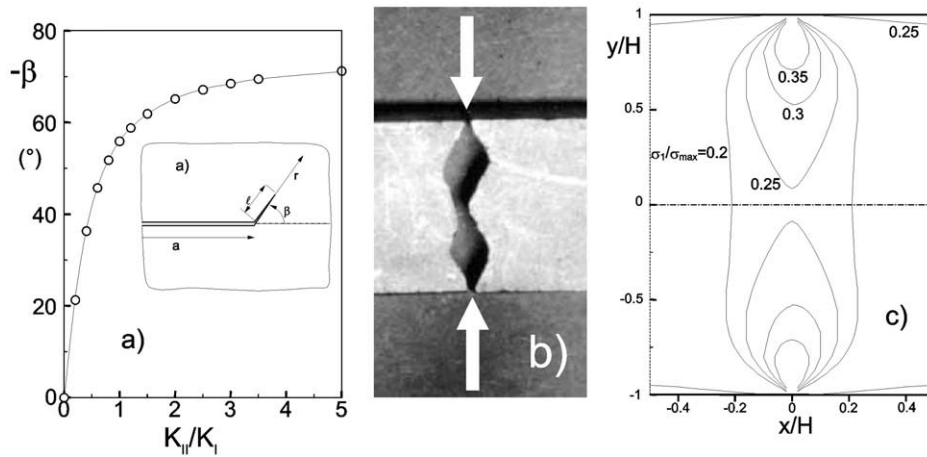 80
-β
60
(°)
40
20
0
0 1 2 3 4 5
K_II/K_I
a)
a)
ℓ
r
β
a
b)
1
y/H
0.25
0.35
0.5
0.3
σ₁/σ_max=0.2
0.25
0
-0.5
c)
-1
-0.4 -0.2 0 0.2 0.4
x/H